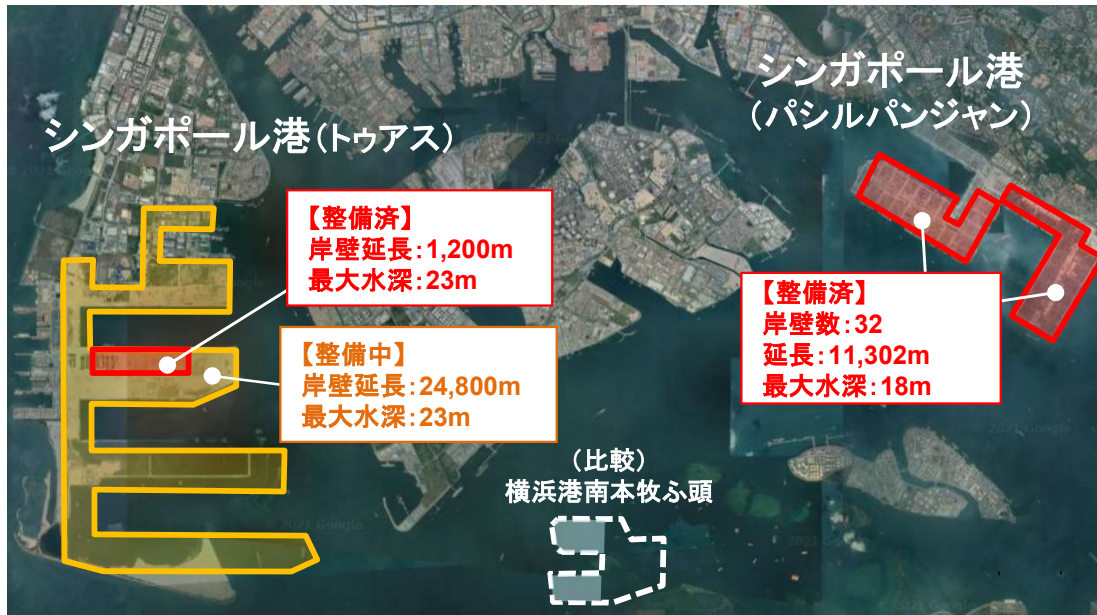 シンガポール港（トゥアス）
【整備済】
岸壁延長：1,200m
最大水深：23m
【整備中】
岸壁延長：24,800m
最大水深：23m
シンガポール港
（パシルパンジャン）
【整備済】
岸壁数：32
延長：11,302m
最大水深：18m
（比較）
横浜港南本牧ふ頭
© 2021 Google